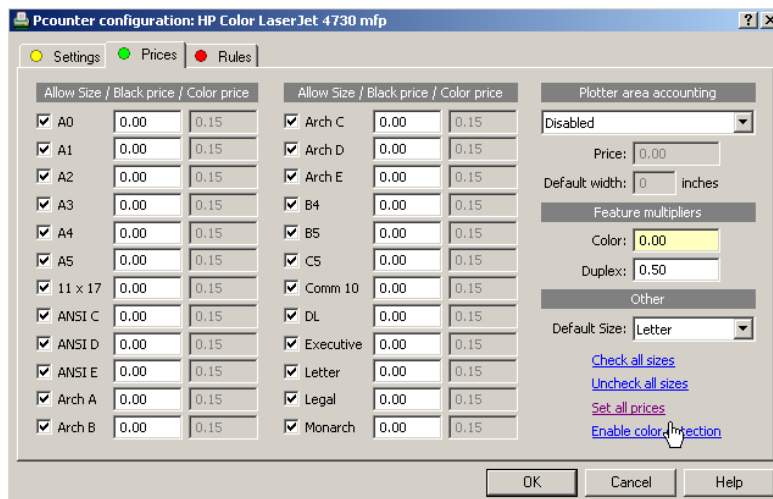 Pcounter configuration: HP Color LaserJet 4730 mfp
Settings Prices Rules
Allow Size / Black price / Color price
A0 0.00 0.15
A1 0.00 0.15
A2 0.00 0.15
A3 0.00 0.15
A4 0.00 0.15
A5 0.00 0.15
11 x 17 0.00 0.15
ANSI C 0.00 0.15
ANSI D 0.00 0.15
ANSI E 0.00 0.15
Arch A 0.00 0.15
Arch B 0.00 0.15
Allow Size / Black price / Color price
Arch C 0.00 0.15
Arch D 0.00 0.15
Arch E 0.00 0.15
B4 0.00 0.15
B5 0.00 0.15
C5 0.00 0.15
Comm 10 0.00 0.15
DL 0.00 0.15
Executive 0.00 0.15
Letter 0.00 0.15
Legal 0.00 0.15
Monarch 0.00 0.15
Plotter area accounting
Disabled
Price: 0.00
Default width: 0 inches
Feature multipliers
Color: 0.00
Duplex: 0.50
Other
Default Size: Letter
Check all sizes
Uncheck all sizes
Set all prices
Enable color detection
OK Cancel Help